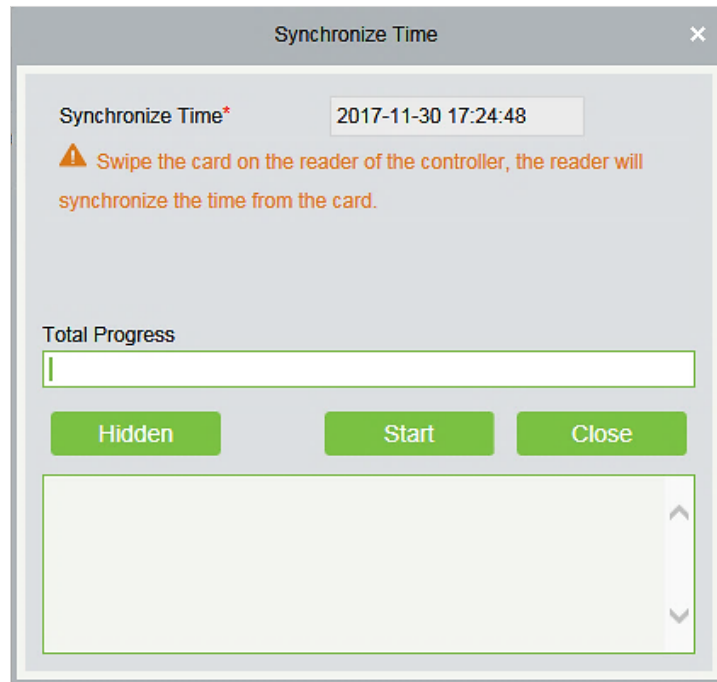 Synchronize Time
Synchronize Time* 2017-11-30 17:24:48
Swipe the card on the reader of the controller, the reader will
synchronize the time from the card.
Total Progress
Hidden Start Close